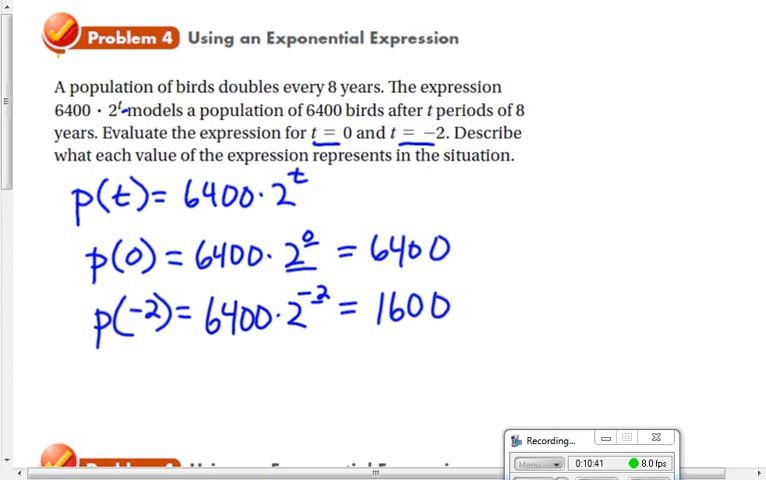 Problem 4 Using an Exponential Expression
A population of birds doubles every 8 years. The expression
6400 · 2ᵗ models a population of 6400 birds after t periods of 8
years. Evaluate the expression for t = 0 and t = −2. Describe
what each value of the expression represents in the situation.
p(t) = 6400 · 2ᵗ
p(0) = 6400 · 2⁰ = 6400
p(-2) = 6400 · 2⁻² = 1600
Recording...
Menu 0:10:41 8.0 fps